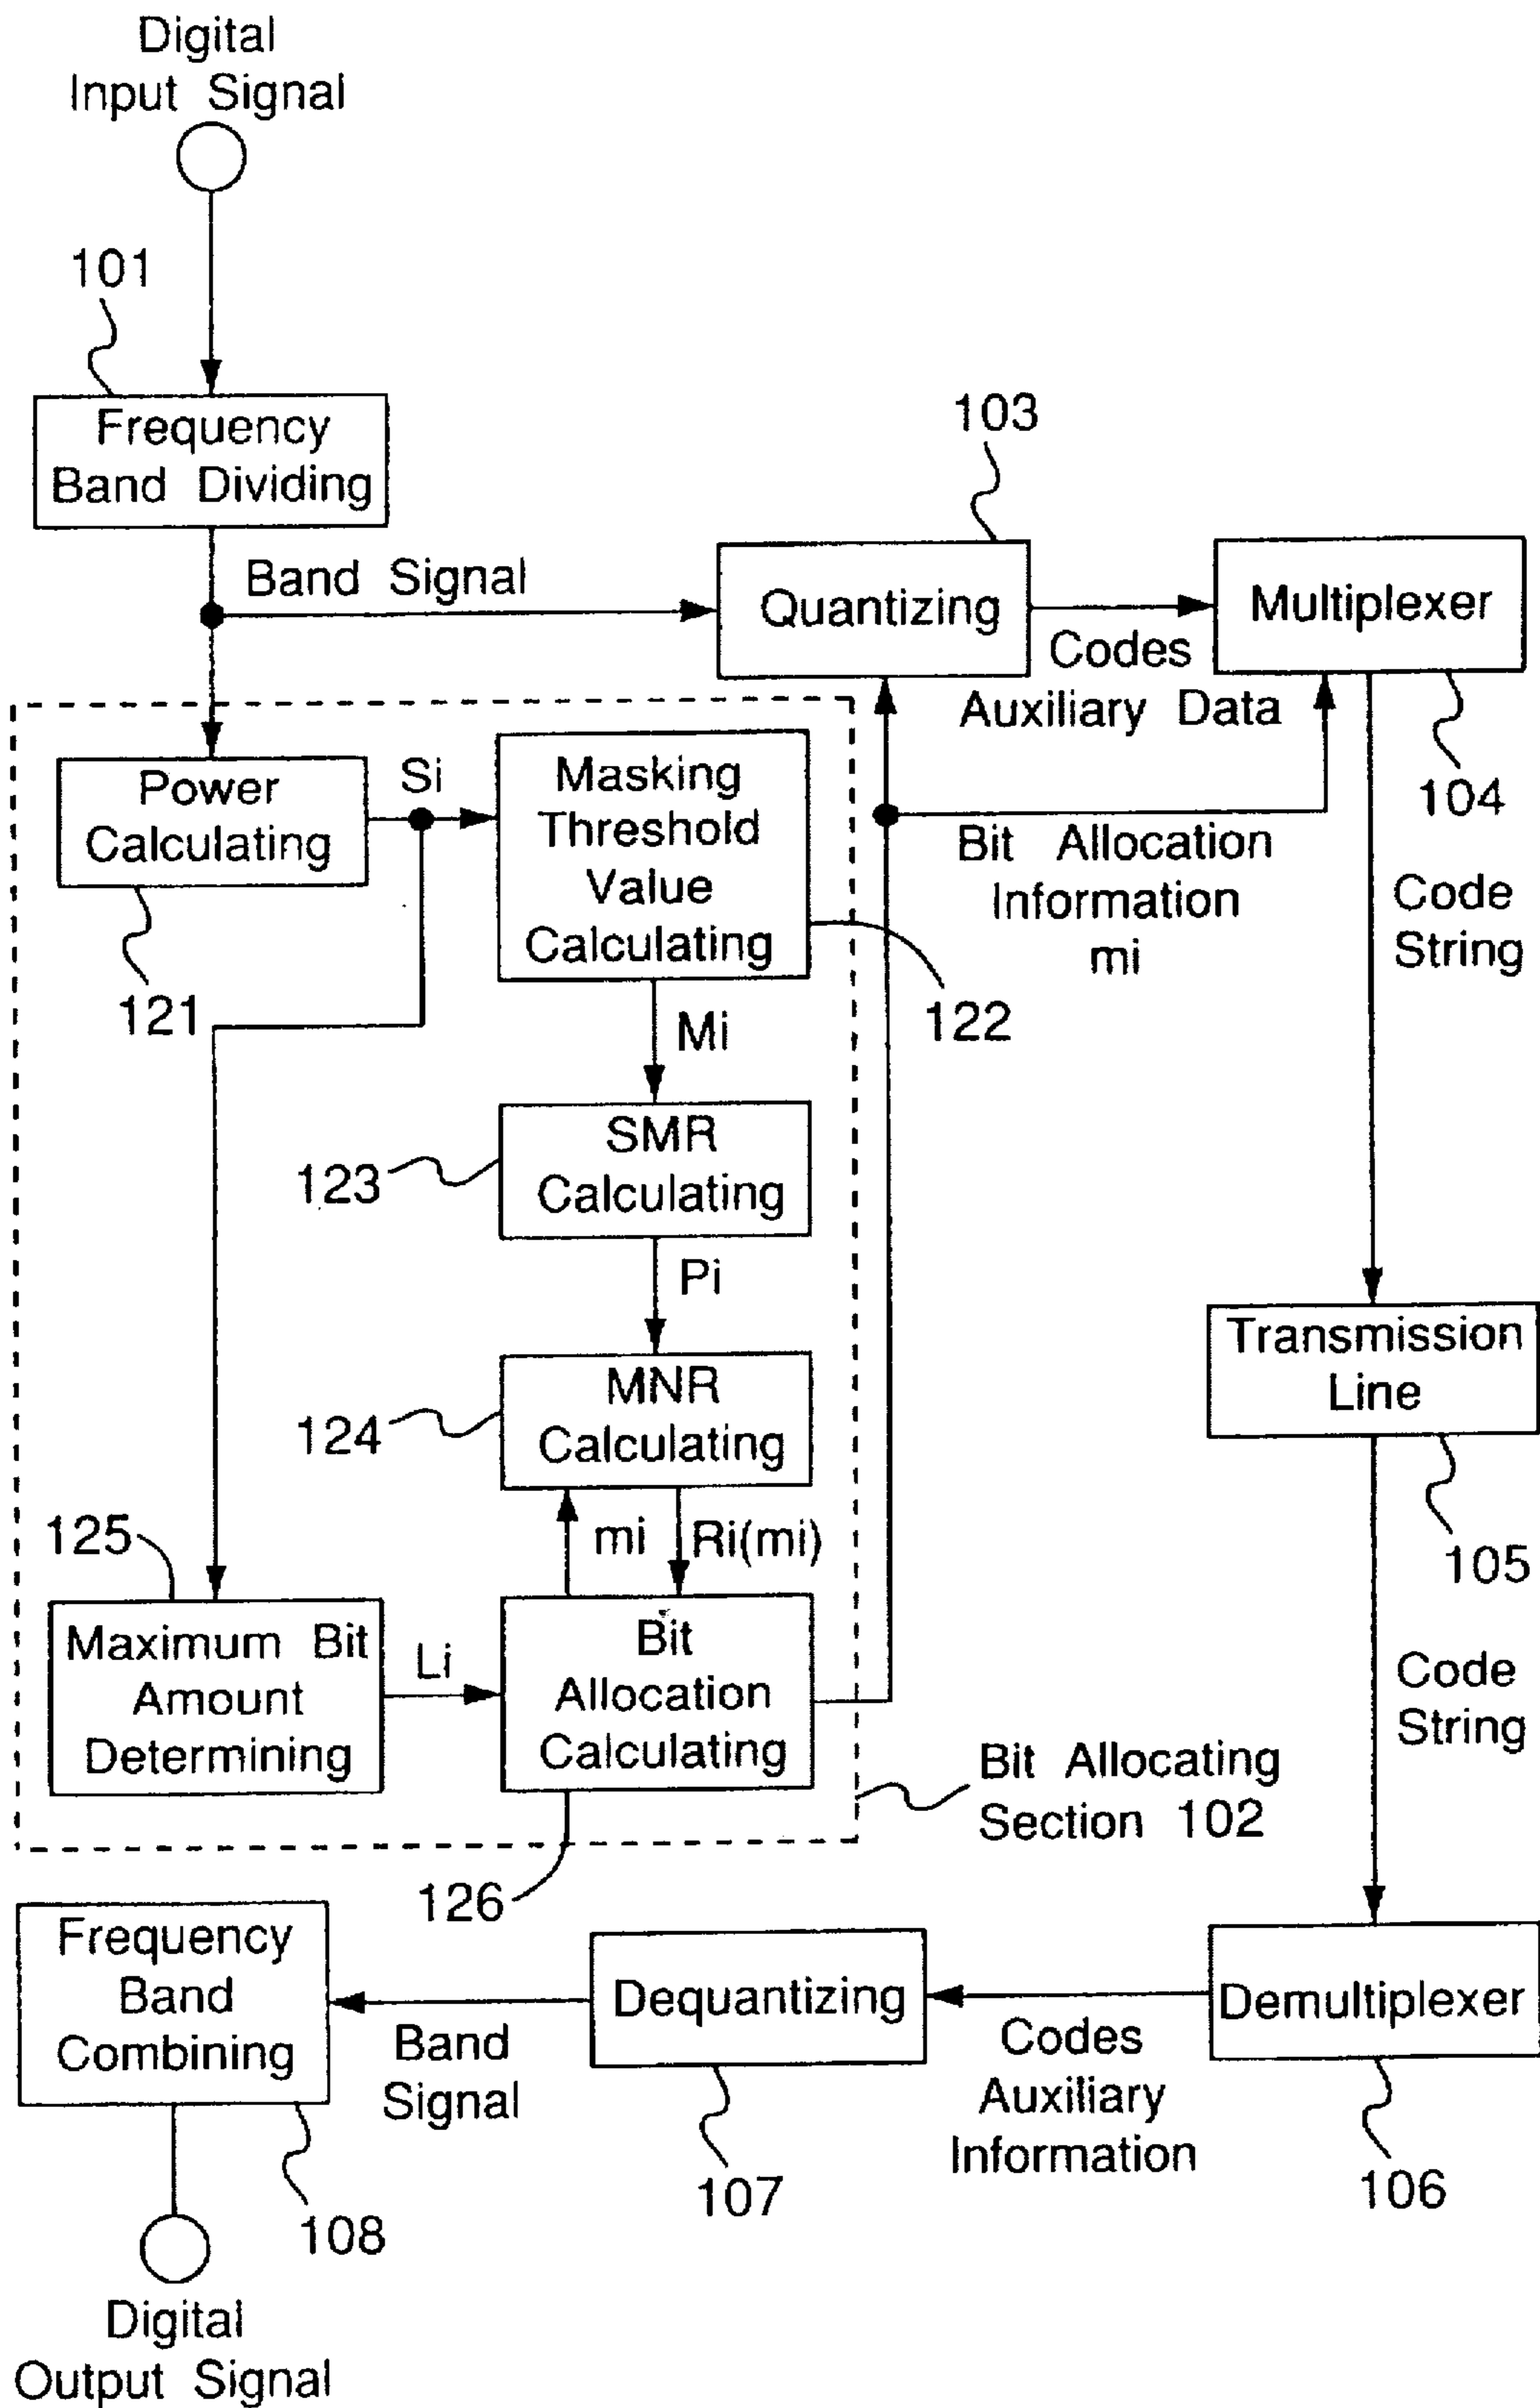 Digital
Input Signal
101
Frequency
Band Dividing
103
Band Signal
Quantizing
Multiplexer
Codes
Auxiliary Data
104
Power
Calculating
121
Si
Masking
Threshold
Value
Calculating
122
Bit Allocation
Information
mi
Code
String
Mi
123
SMR
Calculating
Pi
124
MNR
Calculating
Transmission
Line
105
mi
Ri(mi)
125
Maximum Bit
Amount
Determining
Li
Bit
Allocation
Calculating
126
Bit Allocating
Section 102
Code
String
Frequency
Band
Combining
108
Band
Signal
Dequantizing
107
Codes
Auxiliary
Information
Demultiplexer
106
Digital
Output Signal